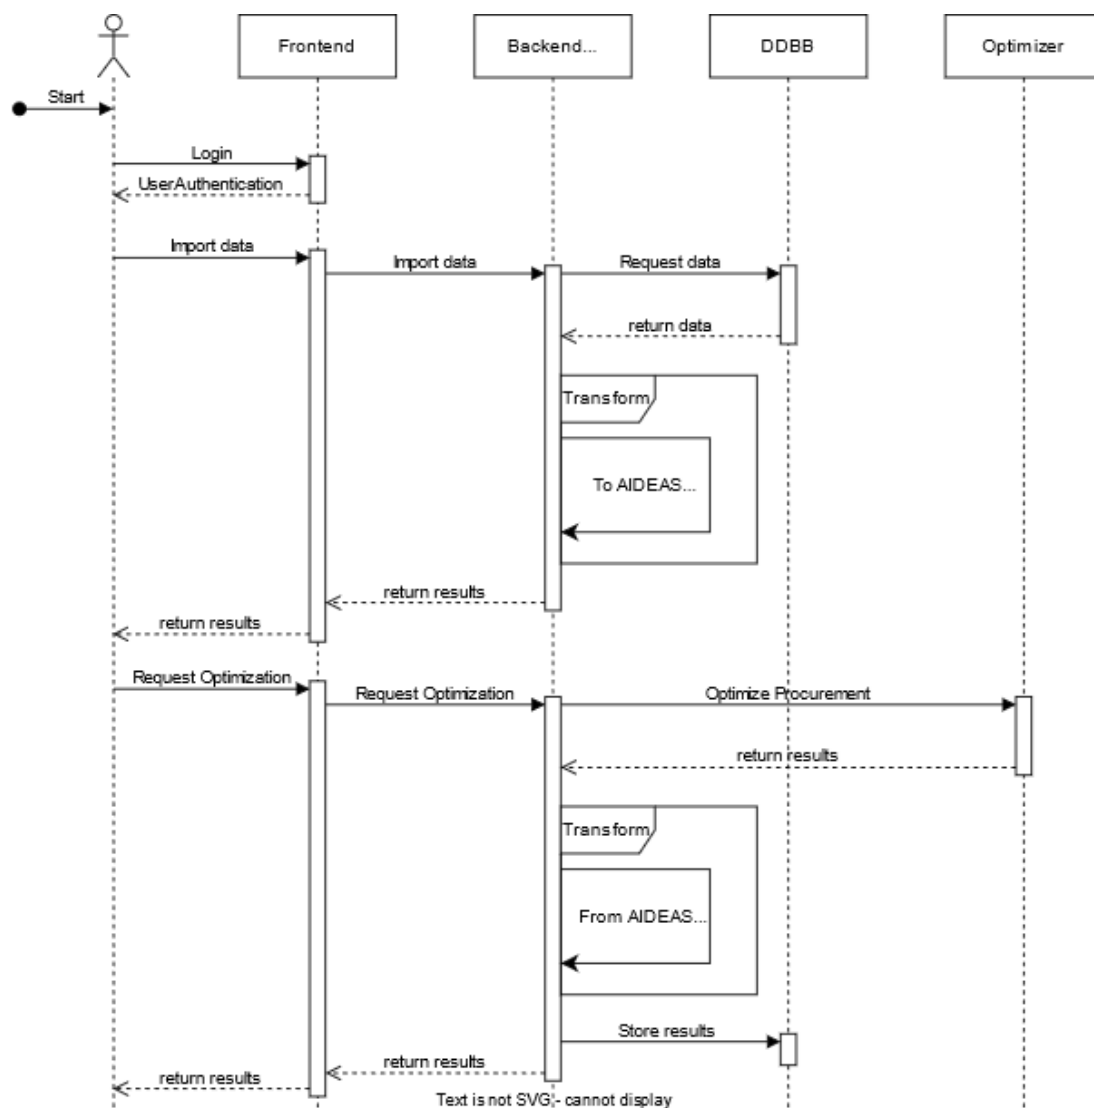 Frontend
Backend...
DDBB
Optimizer
Start
Login
UserAuthentication
Import data
Import data
Request data
return data
Transform
To AIDEAS...
return results
return results
Request Optimization
Request Optimization
Optimize Procurement
return results
Transform
From AIDEAS...
Store results
return results
return results
Text is not SVG - cannot display